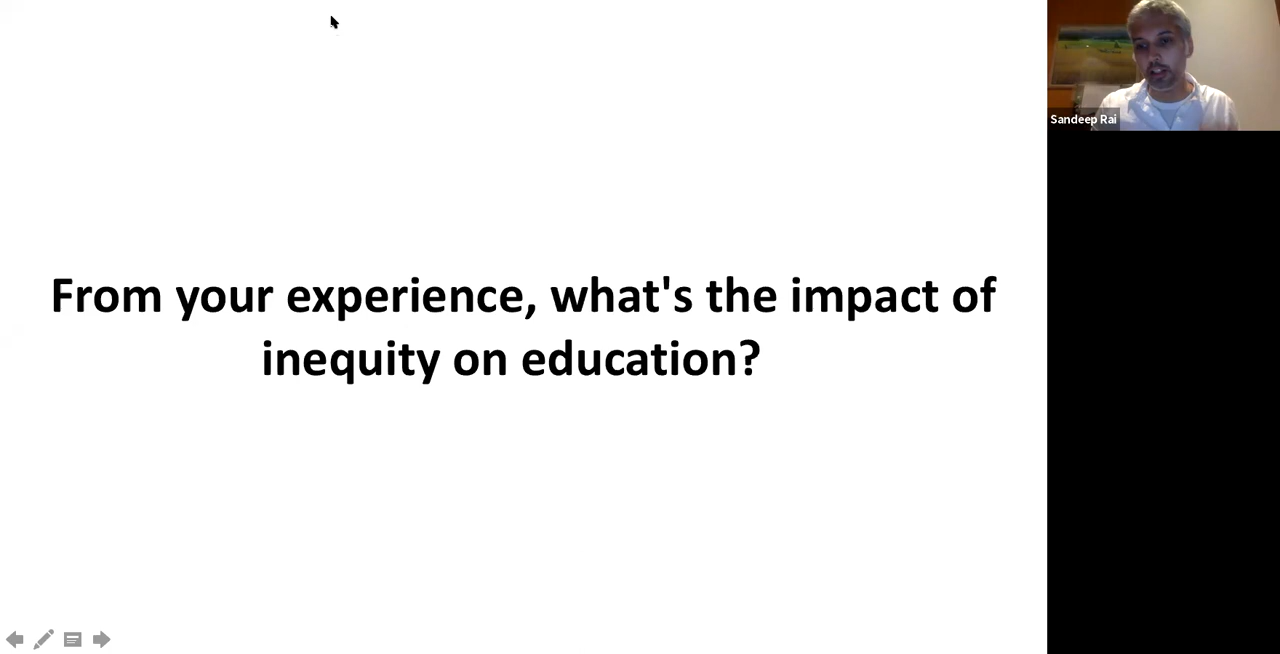 From your experience, what's the impact of
inequity on education?
Sandeep Rai